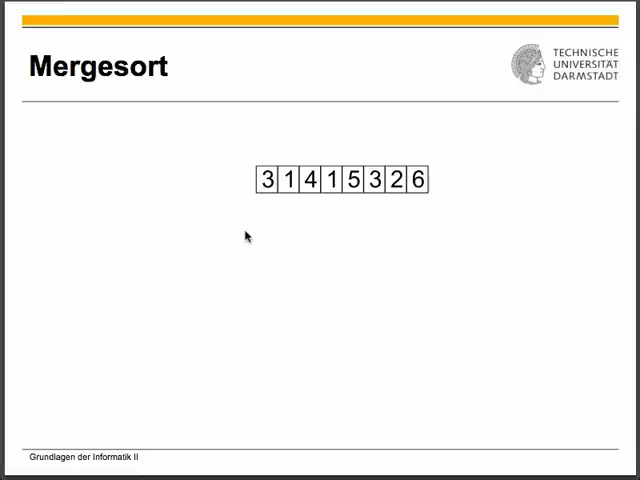 Mergesort
TECHNISCHE
UNIVERSITÄT
DARMSTADT
3 1 4 1 5 3 2 6
Grundlagen der Informatik II